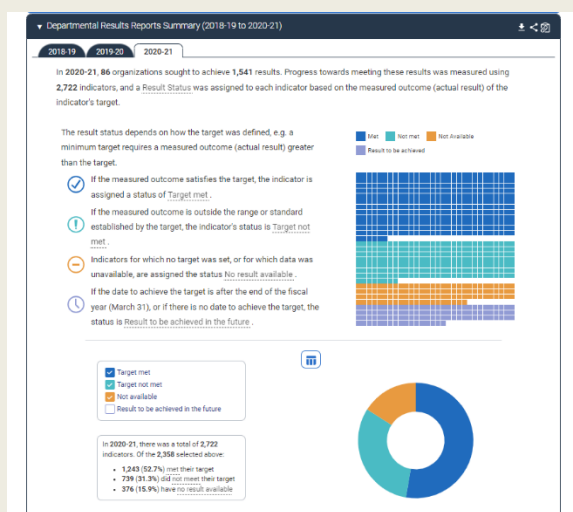 Departmental Results Reports Summary (2018-19 to 2020-21)
2018-19 2019-20 2020-21
In 2020-21, 86 organizations sought to achieve 1,541 results. Progress towards meeting these results was measured using
2,722 indicators, and a Result Status was assigned to each indicator based on the measured outcome (actual result) of the
indicator's target.
The result status depends on how the target was defined, e.g. a
minimum target requires a measured outcome (actual result) greater
than the target.
If the measured outcome satisfies the target, the indicator is
assigned a status of Target met .
If the measured outcome is outside the range or standard
established by the target, the indicator's status is Target not
met .
Indicators for which no target was set, or for which data was
unavailable, are assigned the status No result available .
If the date to achieve the target is after the end of the fiscal
year (March 31), or if there is no date to achieve the target, the
status is Result to be achieved in the future .
Met Not met Not Available
Result to be achieved
Target met
Target not met
Not available
Result to be achieved in the future
In 2020-21, there was a total of 2,722
indicators. Of the 2,358 selected above:
• 1,243 (52.7%) met their target
• 739 (31.3%) did not meet their target
• 376 (15.9%) have no result available